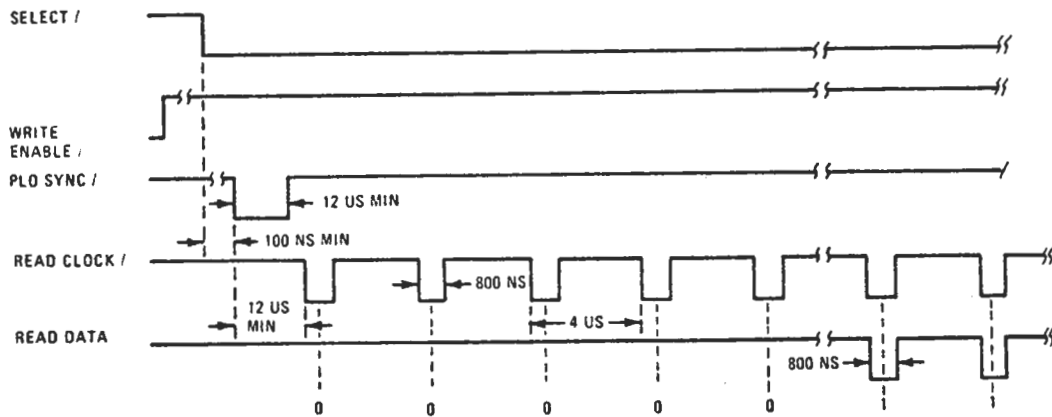 SELECT /
WRITE
ENABLE /
PLO SYNC /
12 US MIN
100 NS MIN
READ CLOCK /
800 NS
12 US
MIN
4 US
READ DATA
800 NS
0 0 0 0 0 1 1